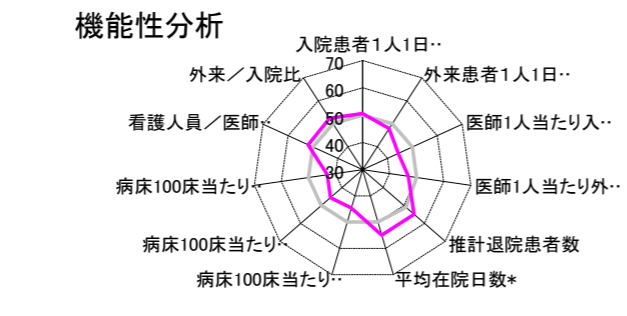 機能性分析
入院患者1人1日‥
外来患者1人1日‥
医師1人当たり入‥
医師1人当たり外‥
推計退院患者数
平均在院日数*
病床100床当たり‥
病床100床当たり‥
病床100床当たり‥
看護人員／医師‥
外来／入院比
70
60
50
40
30